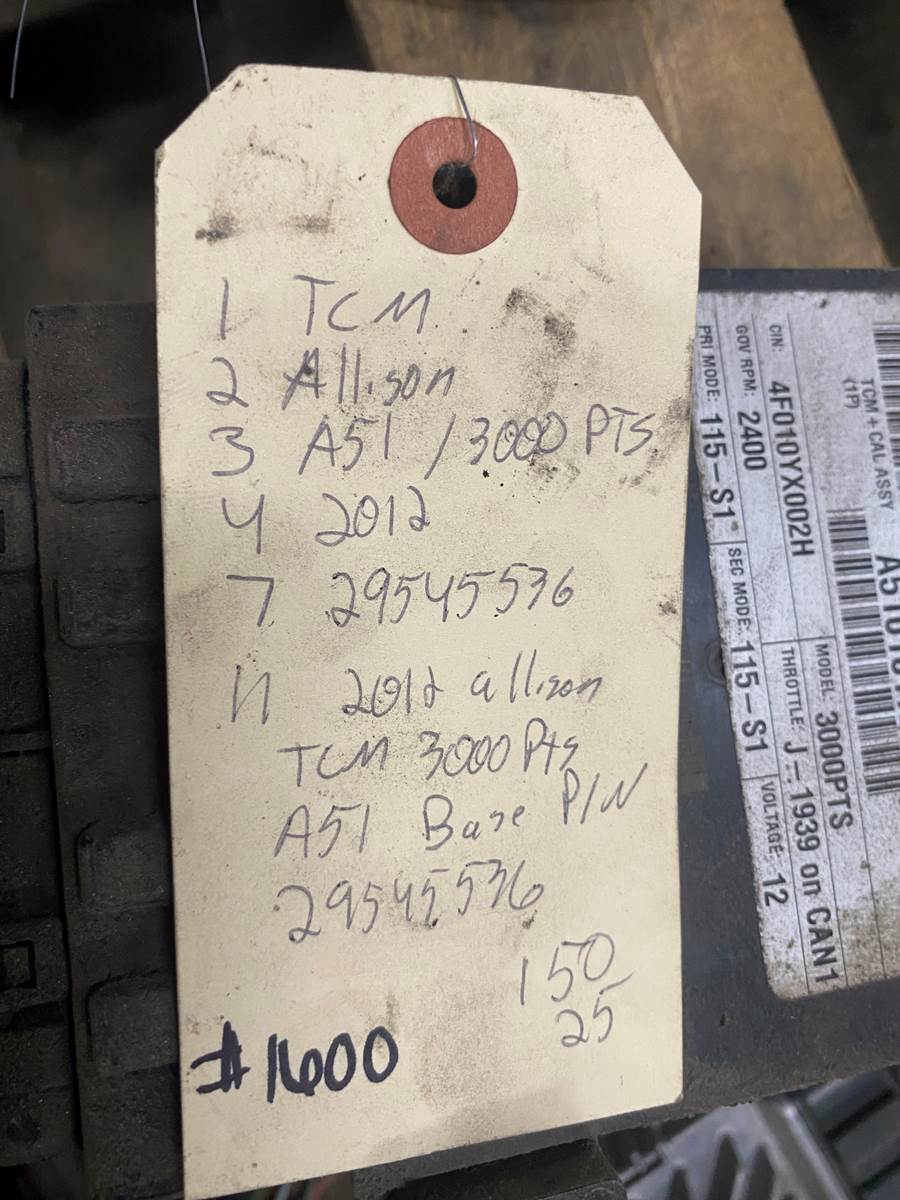 1 TCM
2 Allison
3 A51 / 3000 PTS
4 2012
7 29545536
11 2012 allison
TCM 3000 Pts
A51 Base P/N
29545536
150
25
#1600
TCM + CAL ASSY
(1P)
CIN: 4F010YX002H
MODEL: 3000PTS
GOV RPM: 2400
THROTTLE: J-1939 on CAN1
PRI MODE: 115-S1
SEC MODE: 115-S1
VOLTAGE: 12